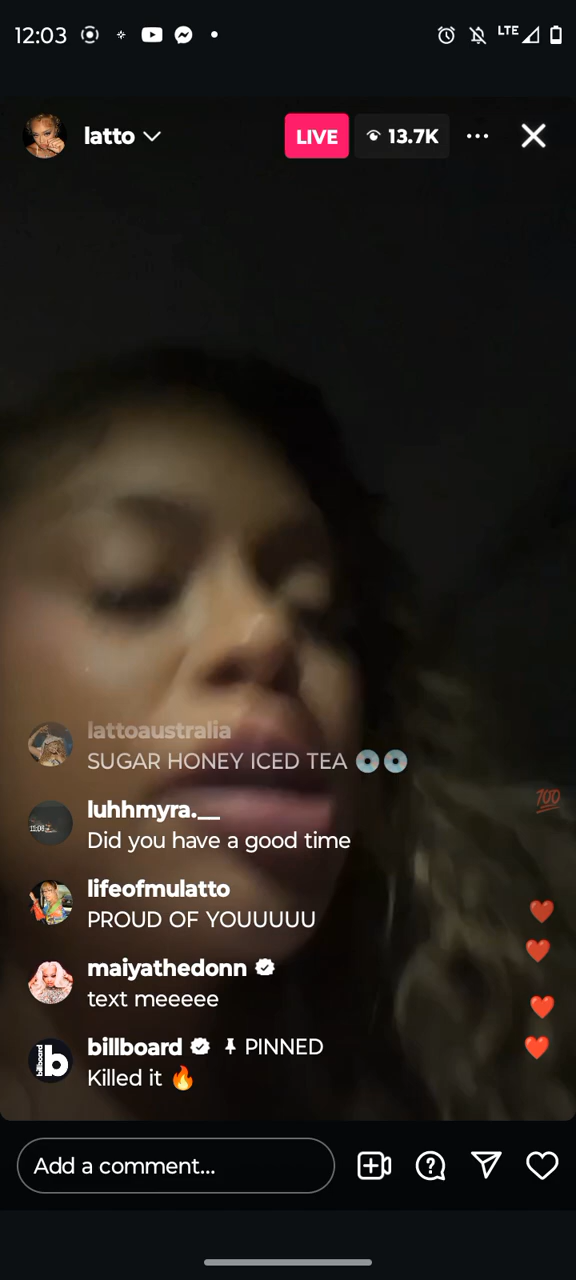 12:03
LTE
latto
LIVE
13.7K
lattoaustralia
SUGAR HONEY ICED TEA 💿💿
luhhmyra.__
Did you have a good time
lifeofmulatto
PROUD OF YOUUUUU
maiyathedonn
text meeeee
billboard PINNED
Killed it 🔥
💯
Add a comment...